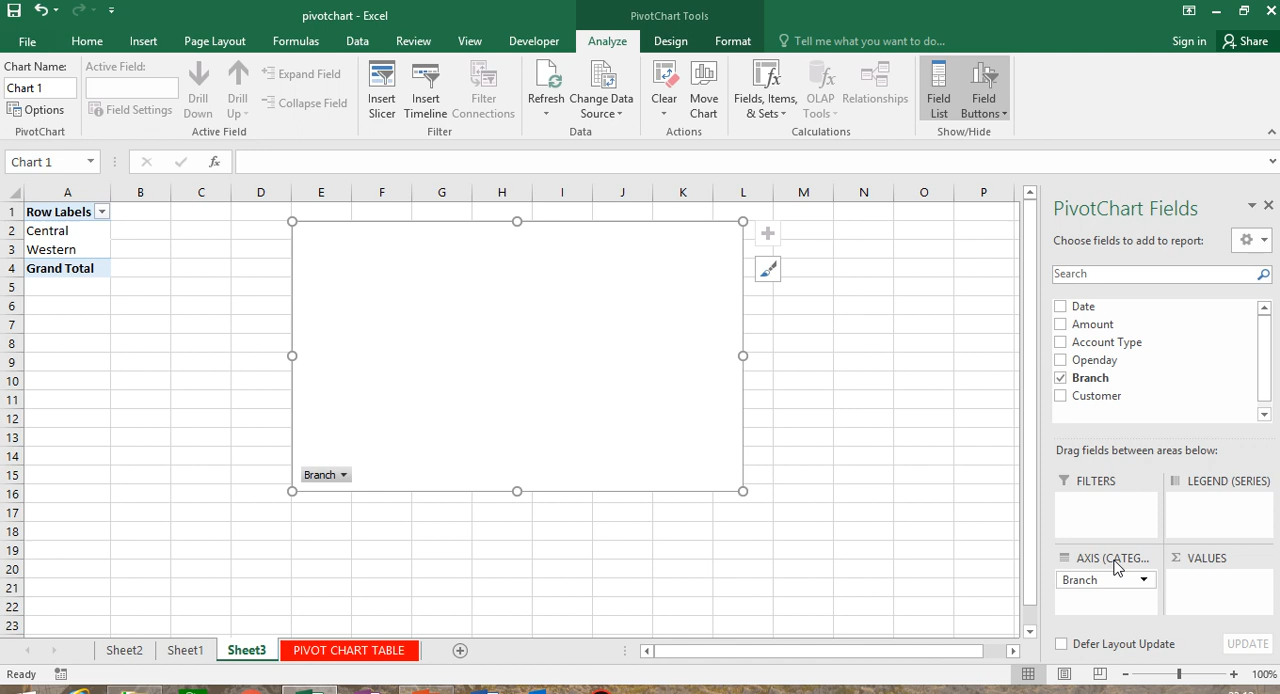 pivotchart - Excel
PivotChart Tools
File Home Insert Page Layout Formulas Data Review View Developer Analyze Design Format Tell me what you want to do... Sign in Share
Chart Name:
Chart 1
Options
PivotChart
Active Field:
Field Settings
Drill Down
Drill Up
Expand Field
Collapse Field
Active Field
Insert Slicer
Insert Timeline
Filter Connections
Filter
Refresh
Change Data Source
Data
Clear
Move Chart
Actions
Fields, Items, & Sets
OLAP Tools
Relationships
Calculations
Field List
Field Buttons
Show/Hide
Chart 1
fx
A B C D E F G H I J K L M N O P
1 Row Labels
2 Central
3 Western
4 Grand Total
5
6
7
8
9
10
11
12
13
14
15
16
17
18
19
20
21
22
23
Branch
PivotChart Fields
Choose fields to add to report:
Search
Date
Amount
Account Type
Openday
Branch
Customer
Drag fields between areas below:
FILTERS
LEGEND (SERIES)
AXIS (CATEG...
Σ VALUES
Branch
Defer Layout Update
UPDATE
Sheet2 Sheet1 Sheet3 PIVOT CHART TABLE
Ready
100%